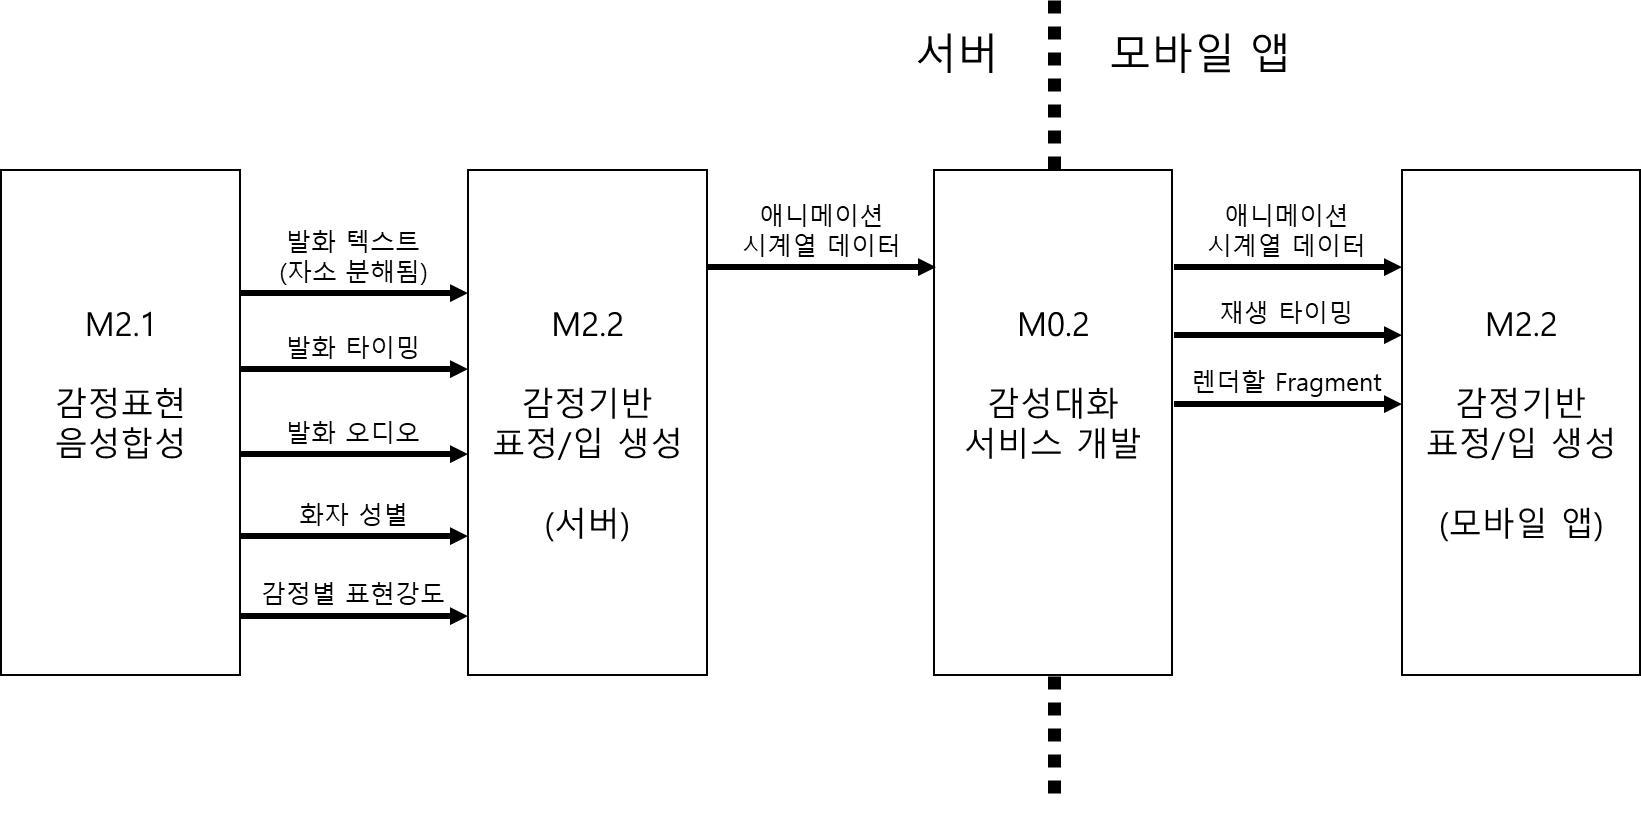 서버
모바일 앱
M2.1
감정표현
음성합성
발화 텍스트
(자소 분해됨)
발화 타이밍
발화 오디오
화자 성별
감정별 표현강도
M2.2
감정기반
표정/입 생성
(서버)
애니메이션
시계열 데이터
M0.2
감성대화
서비스 개발
애니메이션
시계열 데이터
재생 타이밍
렌더할 Fragment
M2.2
감정기반
표정/입 생성
(모바일 앱)